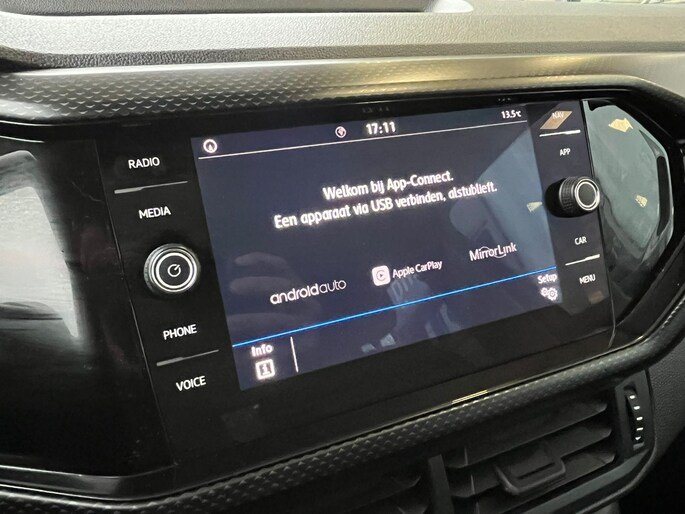 17:11
13.5°C
RADIO
MEDIA
PHONE
VOICE
Welkom bij App-Connect.
Een apparaat via USB verbinden, alstublieft.
androidauto
Apple CarPlay
MirrorLink
Info
Setup
NAV
APP
CAR
MENU